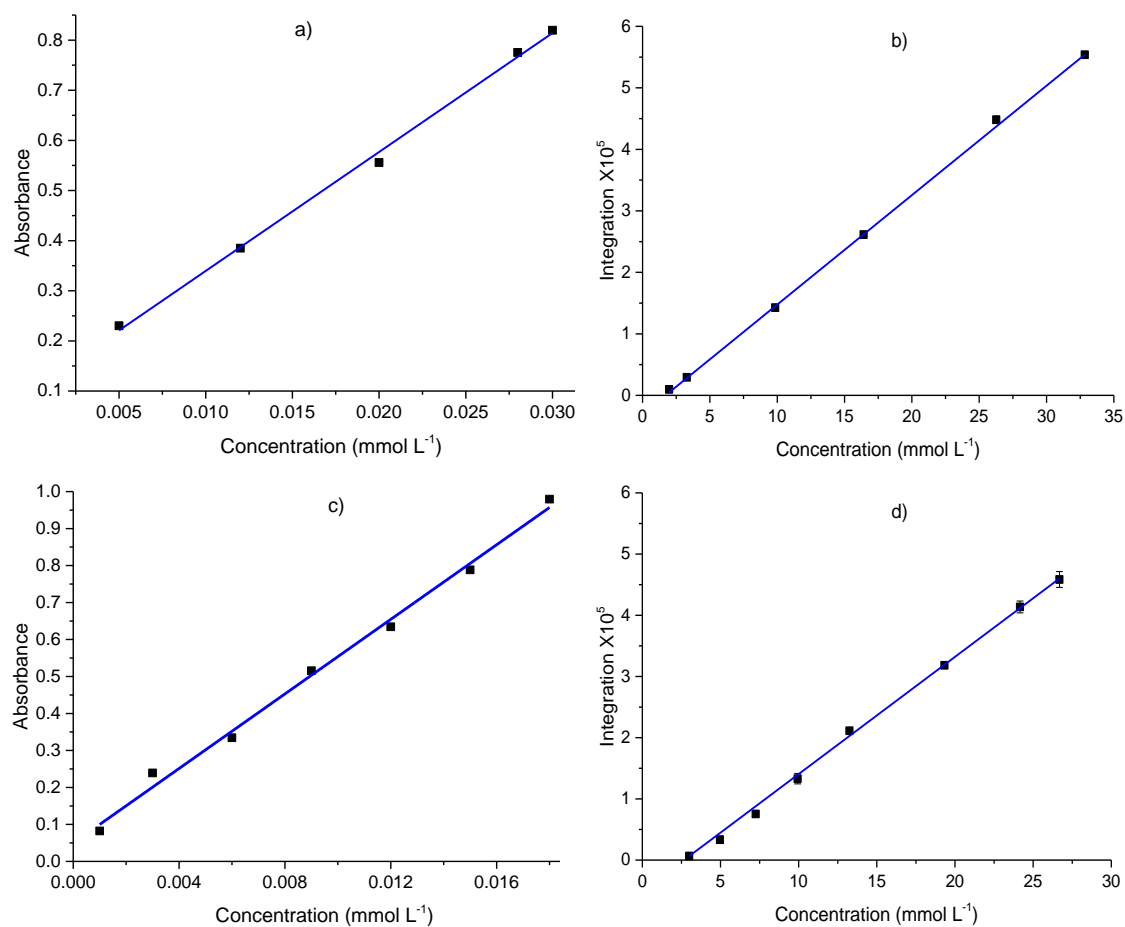 a)
0.8
0.7
0.6
0.5
0.4
0.3
0.2
0.1
Absorbance
0.005 0.010 0.015 0.020 0.025 0.030
Concentration (mmol L⁻¹)
b)
6
5
4
3
2
1
0
Integration X10⁵
0 5 10 15 20 25 30 35
Concentration (mmol L⁻¹)
c)
1.0
0.9
0.8
0.7
0.6
0.5
0.4
0.3
0.2
0.1
0.0
Absorbance
0.000 0.004 0.008 0.012 0.016
Concentration (mmol L⁻¹)
d)
6
5
4
3
2
1
0
Integration X10⁵
0 5 10 15 20 25 30
Concentration (mmol L⁻¹)